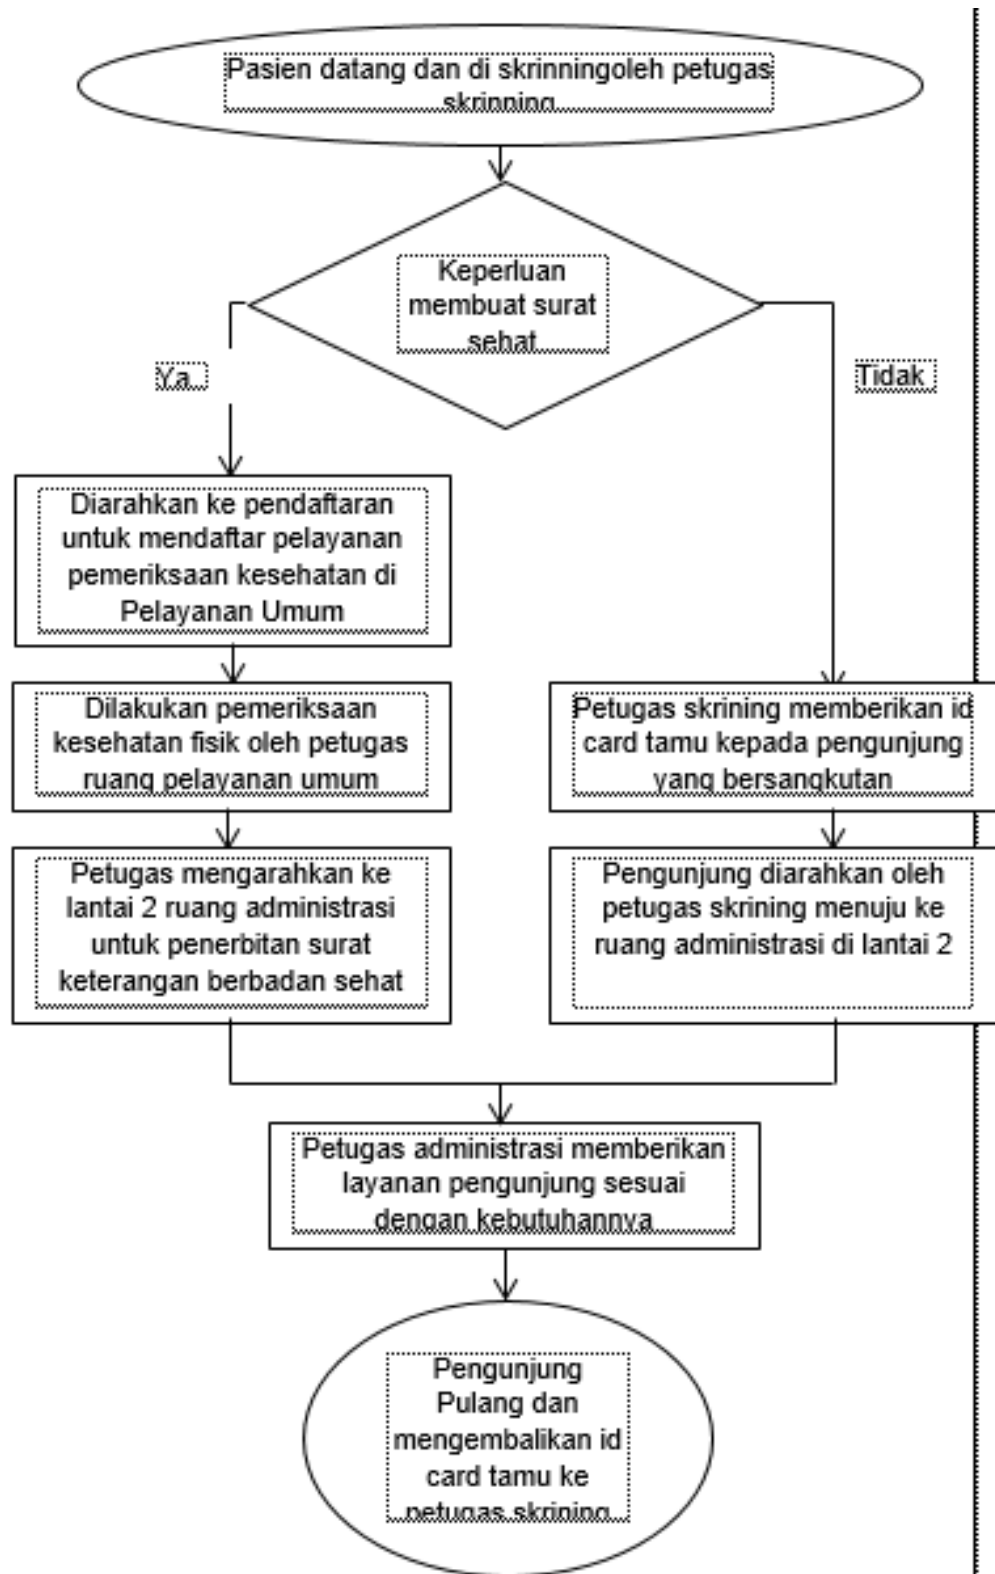 Pasien datang dan di skrinningoleh petugas
skrinning
Keperluan
membuat surat
sehat
Ya
Tidak
Diarahkan ke pendaftaran
untuk mendaftar pelayanan
pemeriksaan kesehatan di
Pelayanan Umum
Dilakukan pemeriksaan
kesehatan fisik oleh petugas
ruang pelayanan umum
Petugas skrining memberikan id
card tamu kepada pengunjung
yang bersangkutan
Petugas mengarahkan ke
lantai 2 ruang administrasi
untuk penerbitan surat
keterangan berbadan sehat
Pengunjung diarahkan oleh
petugas skrining menuju ke
ruang administrasi di lantai 2
Petugas administrasi memberikan
layanan pengunjung sesuai
dengan kebutuhannya
Pengunjung
Pulang dan
mengembalikan id
card tamu ke
petugas skrining